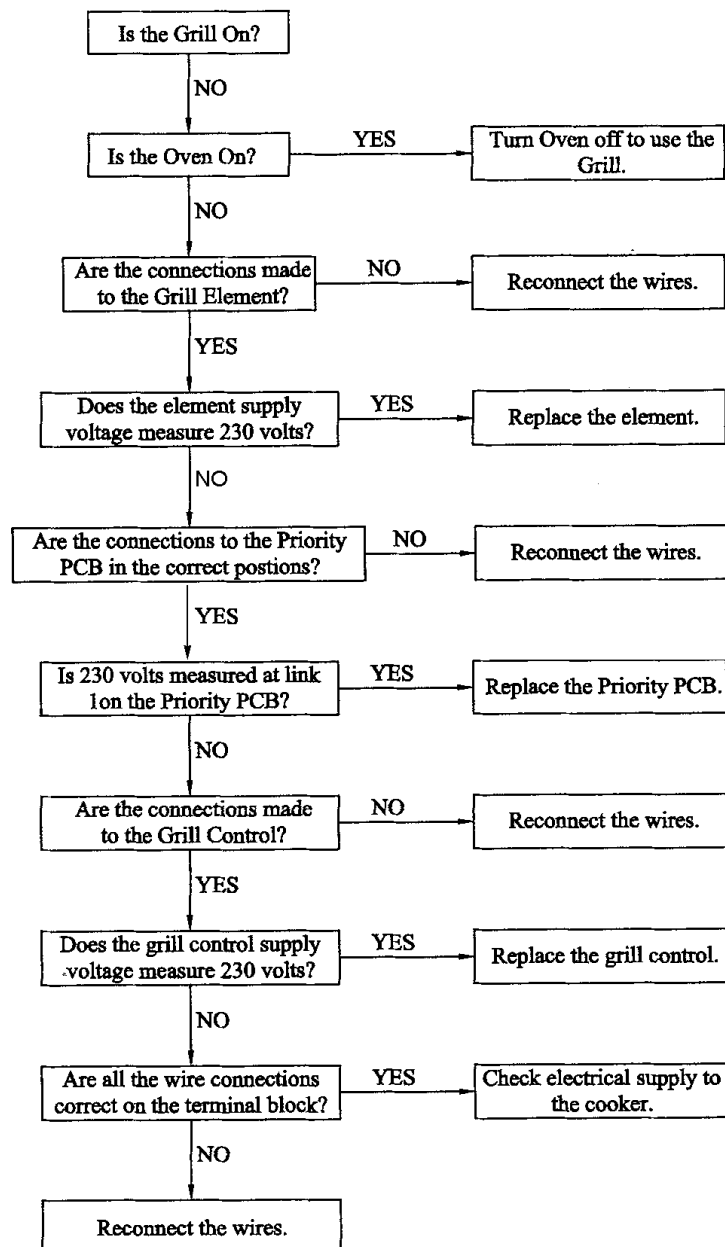 Is the Grill On?
NO
Is the Oven On?
YES
Turn Oven off to use the
Grill.
NO
Are the connections made
to the Grill Element?
NO
Reconnect the wires.
YES
Does the element supply
voltage measure 230 volts?
YES
Replace the element.
NO
Are the connections to the Priority
PCB in the correct postions?
NO
Reconnect the wires.
YES
Is 230 volts measured at link
1on the Priority PCB?
YES
Replace the Priority PCB.
NO
Are the connections made
to the Grill Control?
NO
Reconnect the wires.
YES
Does the grill control supply
voltage measure 230 volts?
YES
Replace the grill control.
NO
Are all the wire connections
correct on the terminal block?
YES
Check electrical supply to
the cooker.
NO
Reconnect the wires.